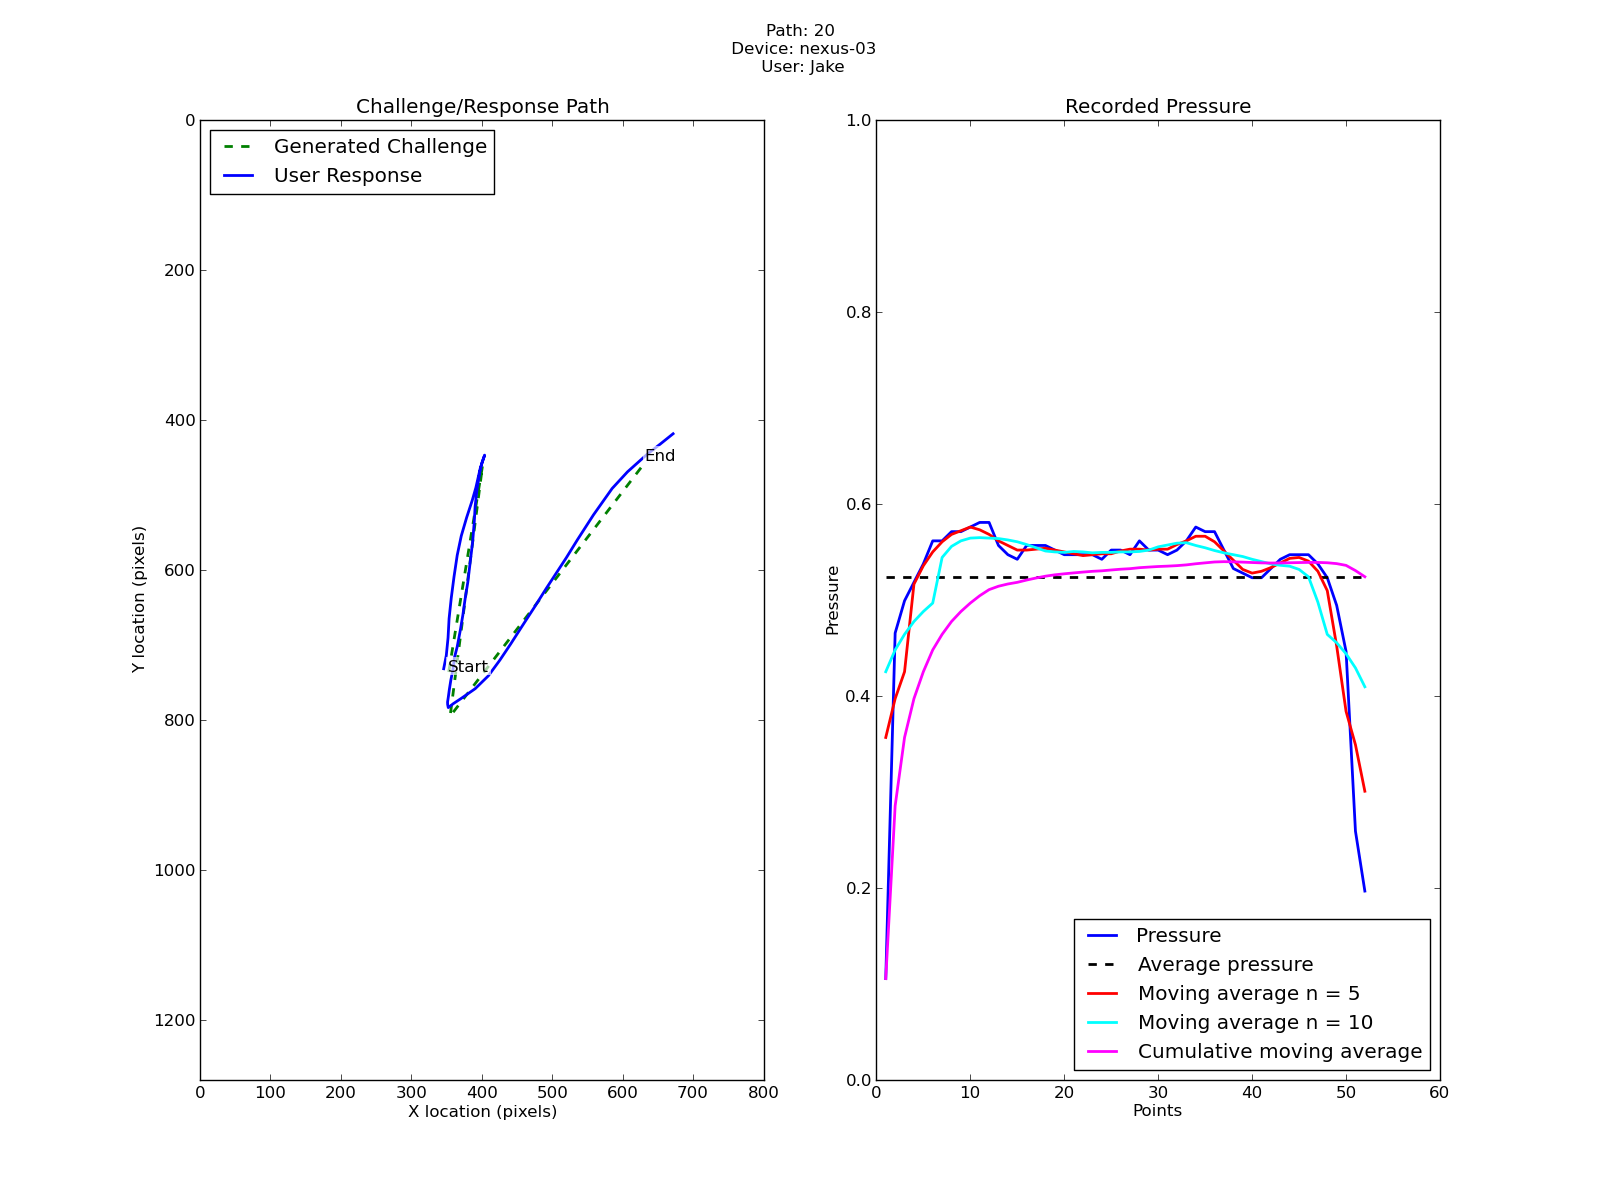 Path: 20
Device: nexus-03
User: Jake
Challenge/Response Path
Generated Challenge
User Response
0
200
400
600
800
1000
1200
Y location (pixels)
Start
End
0 100 200 300 400 500 600 700 800
X location (pixels)
Recorded Pressure
1.0
0.8
0.6
0.4
0.2
0.0
Pressure
Pressure
Average pressure
Moving average n = 5
Moving average n = 10
Cumulative moving average
0 10 20 30 40 50 60
Points